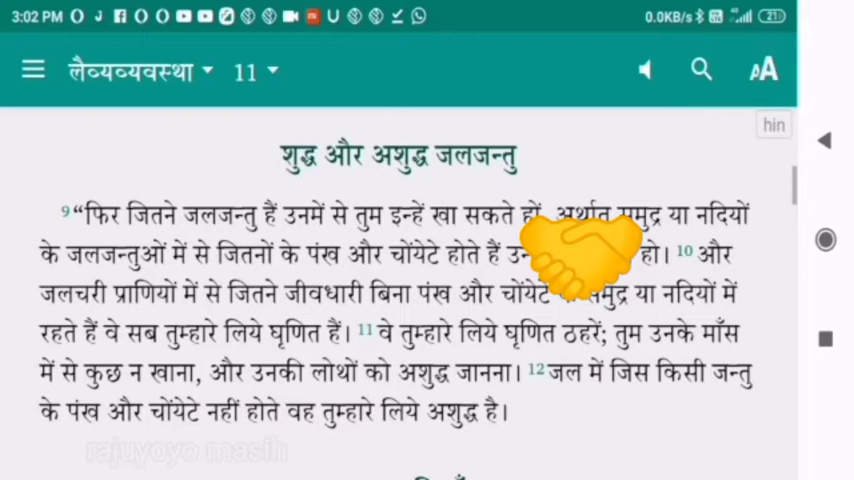 3:02 PM
0.0KB/s
21
लैव्यव्यवस्था
11
AA
hin
शुद्ध और अशुद्ध जलजन्तु
9 “फिर जितने जलजन्तु हैं उनमें से तुम इन्हें खा सकते हो, अर्थात् समुद्र या नदियों
के जलजन्तुओं में से जितनों के पंख और चोंयेटे होते हैं हो। 10 और
जलचरी प्राणियों में से जितने जीवधारी बिना पंख और चोंयेटे के समुद्र या नदियों में
रहते हैं वे सब तुम्हारे लिये घृणित हैं। 11 वे तुम्हारे लिये घृणित ठहरें; तुम उनके माँस
में से कुछ न खाना, और उनकी लोथों को अशुद्ध जानना। 12 जल में जिस किसी जन्तु
के पंख और चोंयेटे नहीं होते वह तुम्हारे लिये अशुद्ध है।
rajuyoyo masih